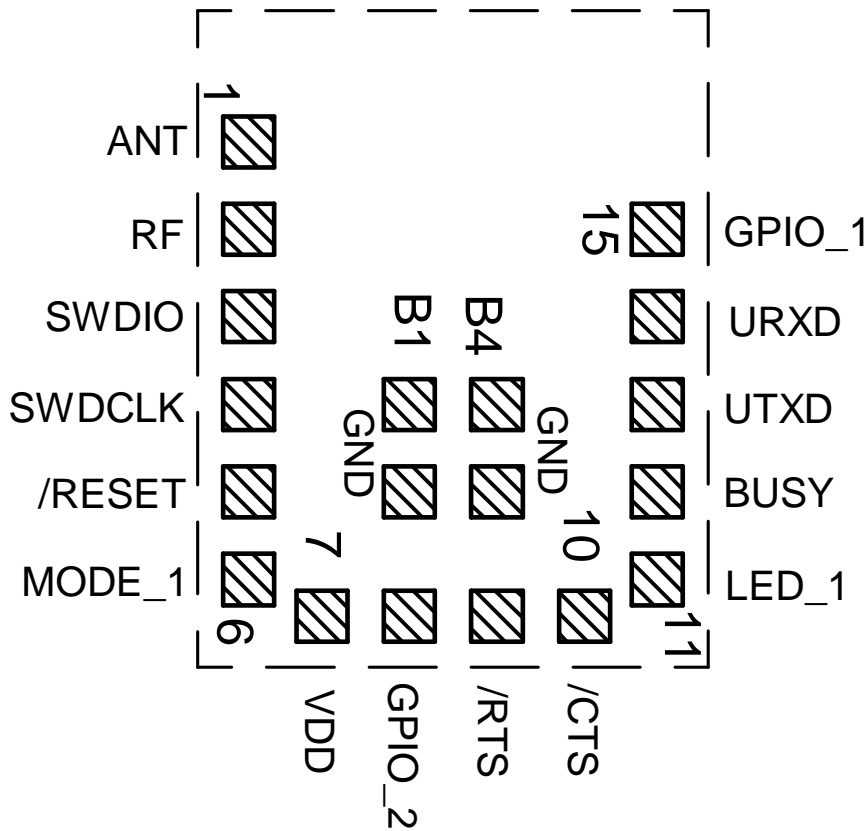 1
ANT
RF
15
GPIO_1
SWDIO
B1
B4
URXD
SWDCLK
GND
GND
UTXD
/RESET
7
10
BUSY
MODE_1
LED_1
6
11
VDD
GPIO_2
/RTS
/CTS